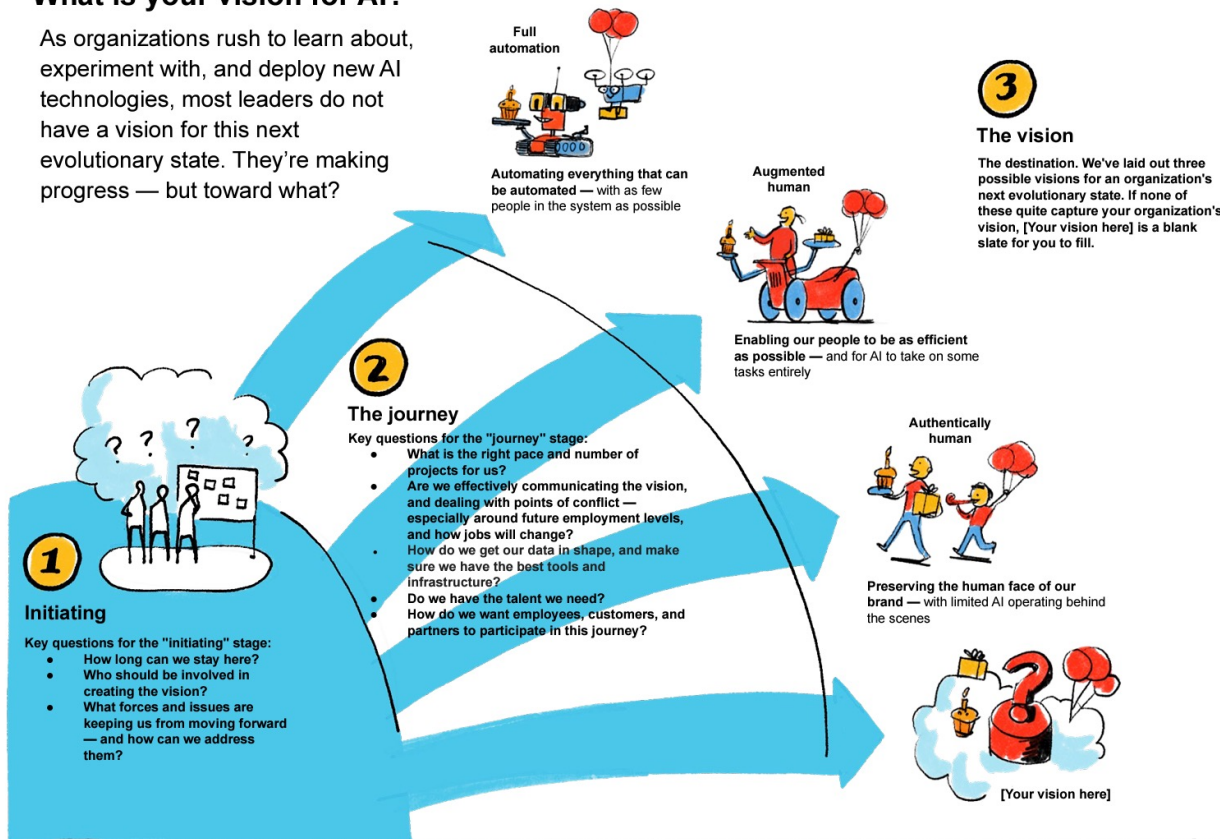 What is your vision for AI?
As organizations rush to learn about,
experiment with, and deploy new AI
technologies, most leaders do not
have a vision for this next
evolutionary state. They’re making
progress — but toward what?
1
Initiating
Key questions for the "initiating" stage:
● How long can we stay here?
● Who should be involved in
creating the vision?
● What forces and issues are
keeping us from moving forward
— and how can we address
them?
? ? ? ?
2
The journey
Key questions for the "journey" stage:
● What is the right pace and number of
projects for us?
● Are we effectively communicating the vision,
and dealing with points of conflict —
especially around future employment levels,
and how jobs will change?
● How do we get our data in shape, and make
sure we have the best tools and
infrastructure?
● Do we have the talent we need?
● How do we want employees, customers, and
partners to participate in this journey?
3
The vision
The destination. We've laid out three
possible visions for an organization's
next evolutionary state. If none of
these quite capture your organization's
vision, [Your vision here] is a blank
slate for you to fill.
Full
automation
Automating everything that can
be automated — with as few
people in the system as possible
Augmented
human
Enabling our people to be as efficient
as possible — and for AI to take on some
tasks entirely
Authentically
human
Preserving the human face of our
brand — with limited AI operating behind
the scenes
?
[Your vision here]